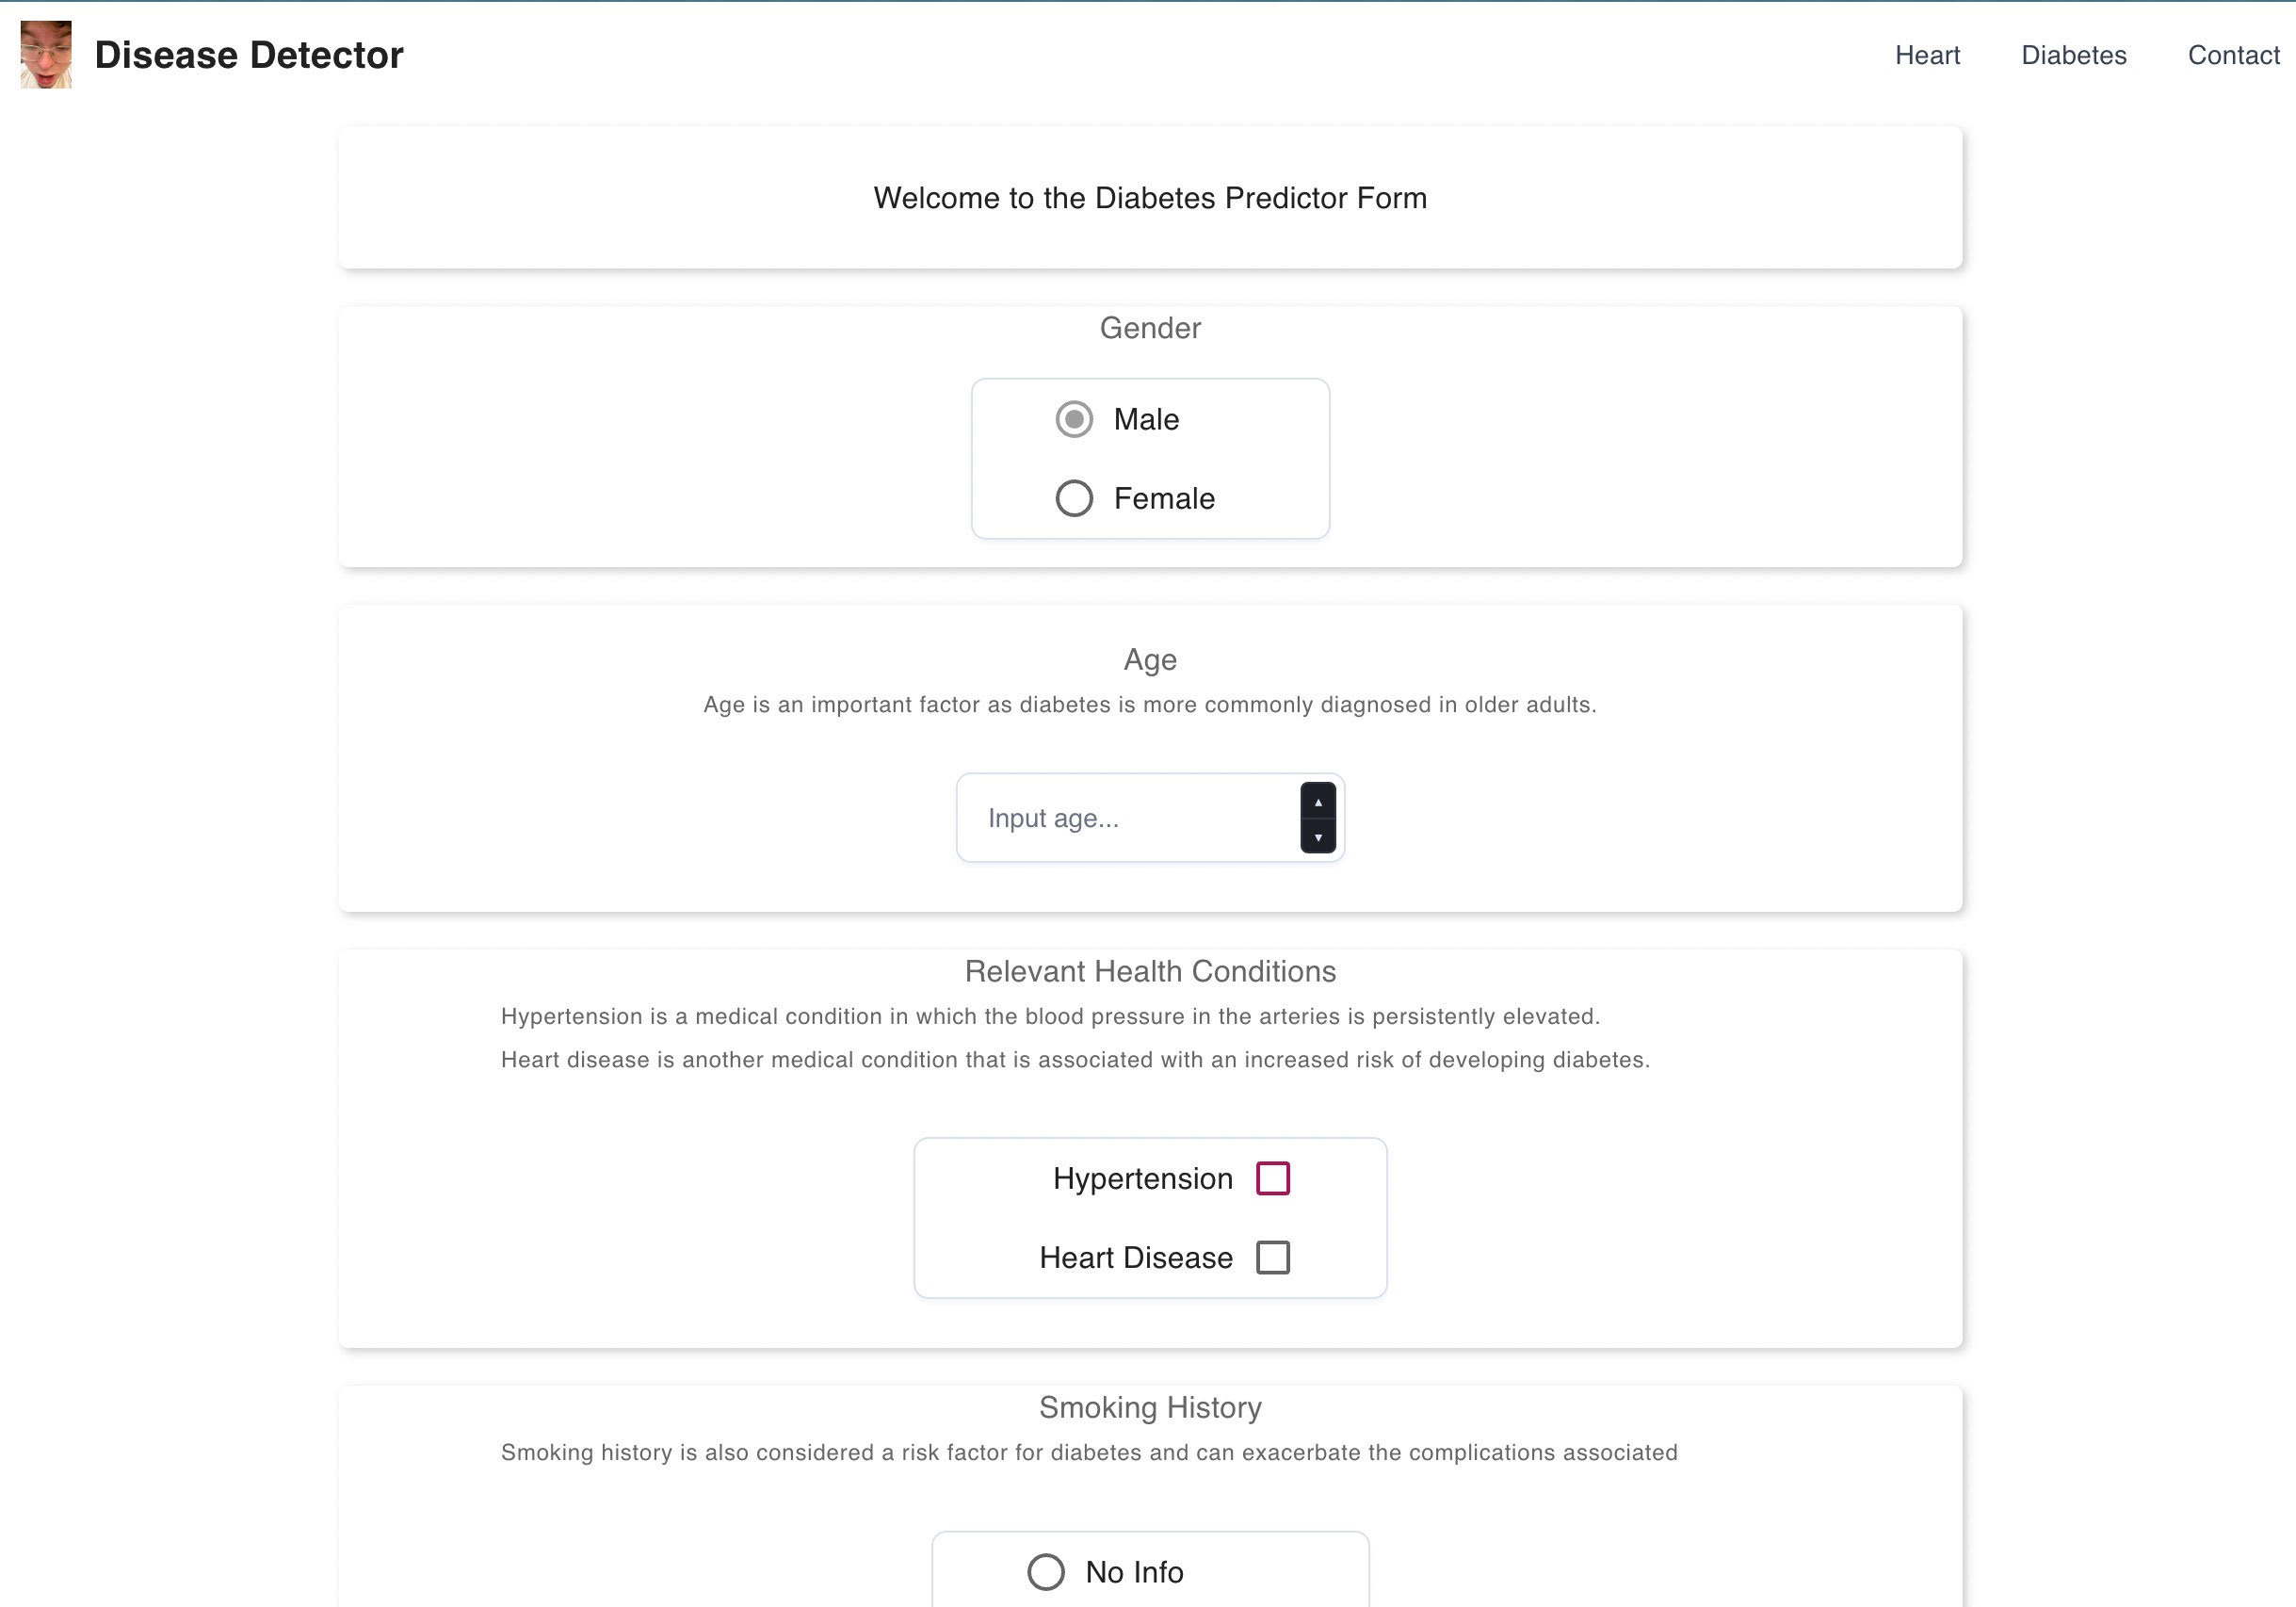 Disease Detector
Heart
Diabetes
Contact
Welcome to the Diabetes Predictor Form
Gender
Male
Female
Age
Age is an important factor as diabetes is more commonly diagnosed in older adults.
Input age...
Relevant Health Conditions
Hypertension is a medical condition in which the blood pressure in the arteries is persistently elevated.
Heart disease is another medical condition that is associated with an increased risk of developing diabetes.
Hypertension
Heart Disease
Smoking History
Smoking history is also considered a risk factor for diabetes and can exacerbate the complications associated
No Info